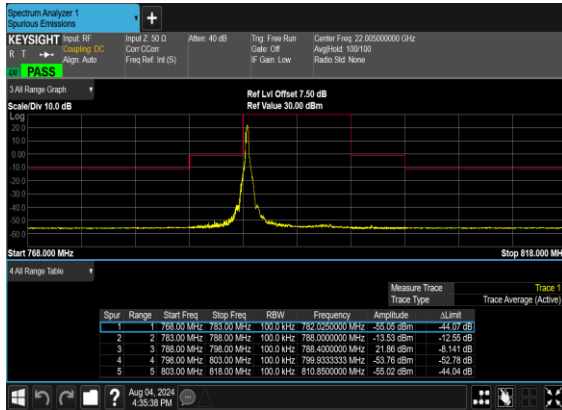 Spectrum Analyzer 1
Spurious Emissions
+
KEYSIGHT Input: RF Input Z: 50 Ω Atten: 40 dB Trig: Free Run Center Freq: 22.005000000 GHz
R T Coupling: DC Corr CCorr Gate: Off Avg|Hold: 100/100
Align: Auto Freq Ref: Int (S) IF Gain: Low Radio Std: None
LV PASS
3 All Range Graph
Ref Lvl Offset 7.50 dB
Scale/Div 10.0 dB Ref Value 30.00 dBm
Log
20.0
10.0
0.00
-10.0
-20.0
-30.0
-40.0
-50.0
-60.0
Start 768.000 MHz Stop 818.000 MHz
4 All Range Table
Measure Trace Trace 1
Trace Type Trace Average (Active)
Spur Range Start Freq Stop Freq RBW Frequency Amplitude ΔLimit
1 1 768.00 MHz 783.00 MHz 100.0 kHz 782.0250000 MHz -55.05 dBm -44.07 dB
2 2 783.00 MHz 788.00 MHz 100.0 kHz 788.0000000 MHz -13.53 dBm -12.55 dB
3 3 788.00 MHz 798.00 MHz 100.0 kHz 788.4000000 MHz 21.86 dBm -8.141 dB
4 4 798.00 MHz 803.00 MHz 100.0 kHz 799.9333333 MHz -53.76 dBm -52.78 dB
5 5 803.00 MHz 818.00 MHz 100.0 kHz 810.8500000 MHz -55.02 dBm -44.04 dB
? Aug 04, 2024
4:35:38 PM